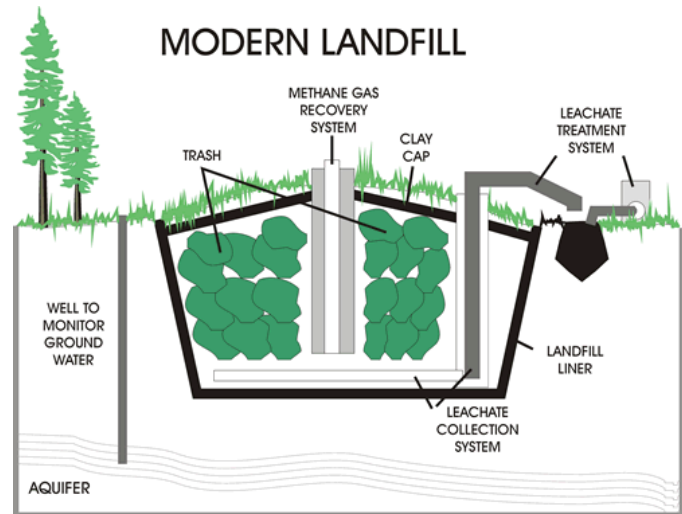 MODERN LANDFILL
METHANE GAS
RECOVERY
SYSTEM
LEACHATE
TREATMENT
SYSTEM
TRASH
CLAY
CAP
WELL TO
MONITOR
GROUND
WATER
LANDFILL
LINER
LEACHATE
COLLECTION
SYSTEM
AQUIFER